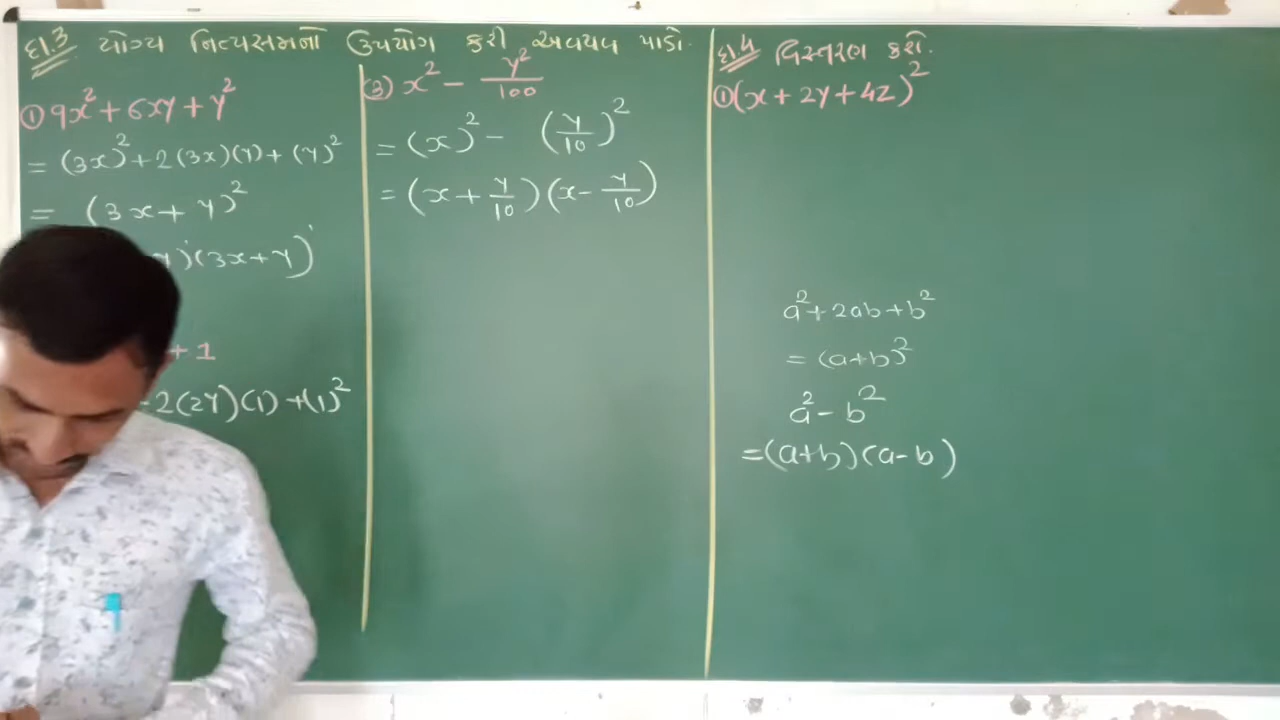 દા.3 યોગ્ય નિત્યસમનો ઉપયોગ કરી અવયવ પાડો.
① 9x² + 6xy + y²
= (3x)² + 2(3x)(y) + (y)²
= (3x + y)²
y)(3x + y)
+ 1
2(2y)(1) + (1)²
③ x² - y²/100
= (x)² - (y/10)²
= (x + y/10)(x - y/10)
દા.4 વિસ્તરણ કરો.
① (x + 2y + 4z)²
a² + 2ab + b²
= (a+b)²
a² - b²
= (a+b)(a-b)